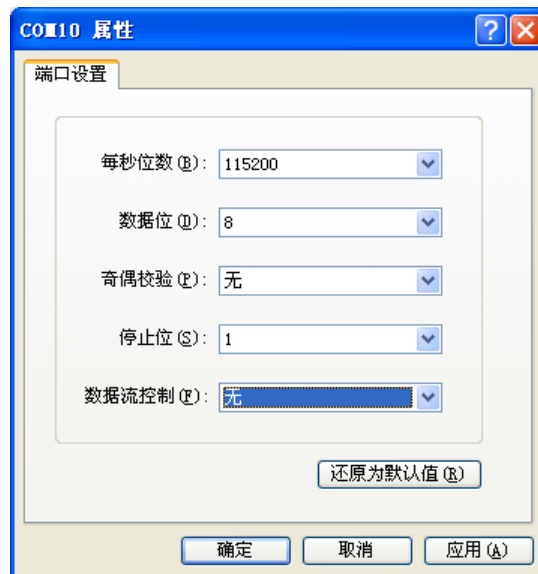 COM10 属性
端口设置
每秒位数(B): 115200
数据位(D): 8
奇偶校验(P): 无
停止位(S): 1
数据流控制(F): 无
还原为默认值(R)
确定 取消 应用(A)